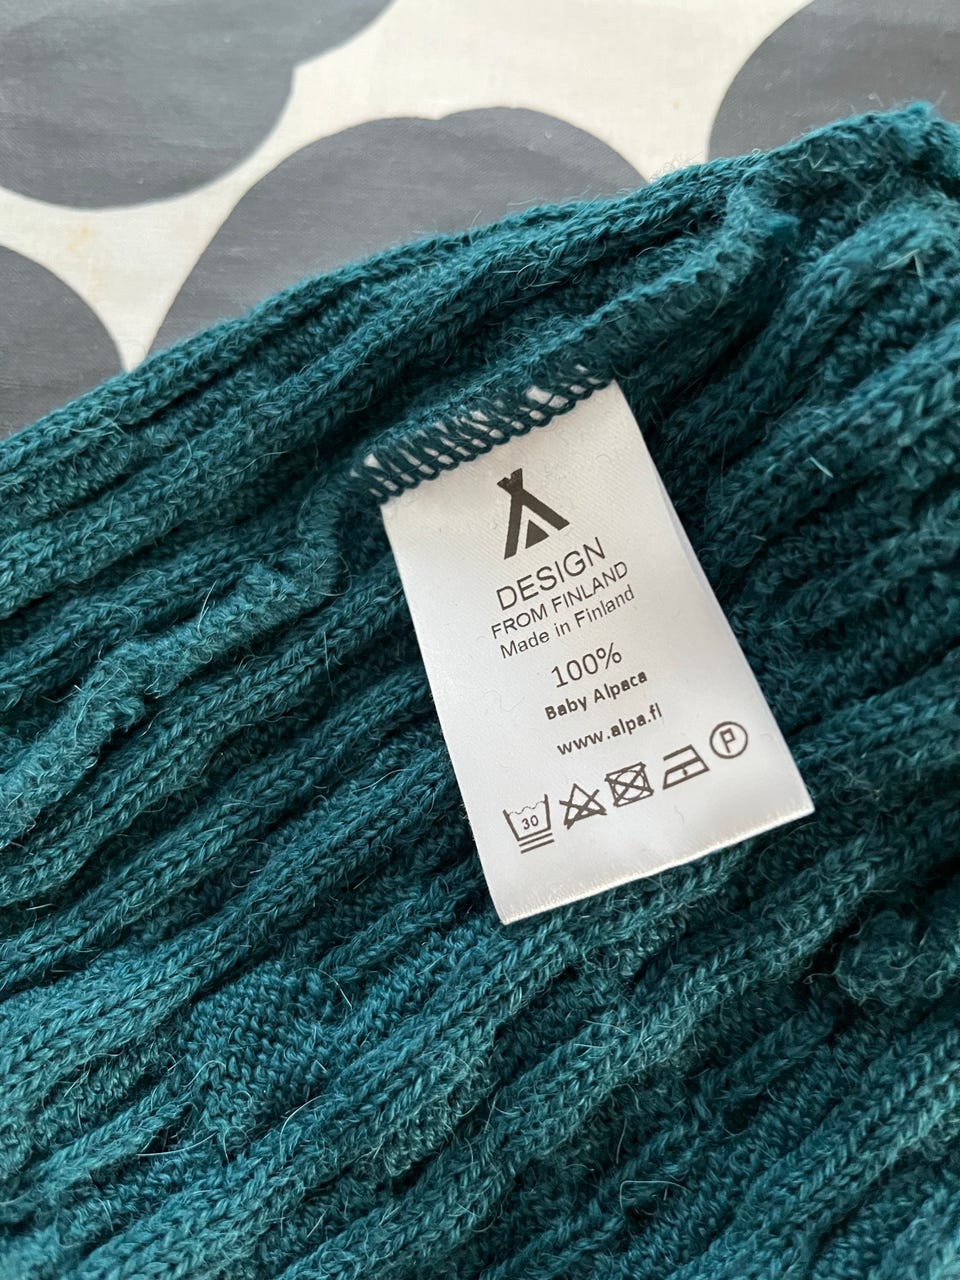 DESIGN
FROM FINLAND
Made in Finland
100%
Baby Alpaca
www.alpa.fi
30
P